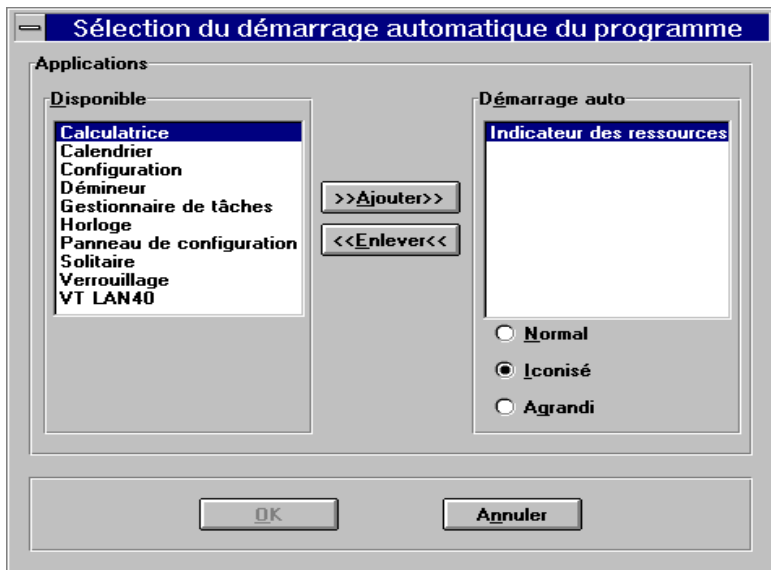 Sélection du démarrage automatique du programme
Applications
Disponible
Calculatrice
Calendrier
Configuration
Démineur
Gestionnaire de tâches
Horloge
Panneau de configuration
Solitaire
Verrouillage
VT LAN40
>>Ajouter>>
<<Enlever<<
Démarrage auto
Indicateur des ressources
Normal
Iconisé
Agrandi
OK
Annuler